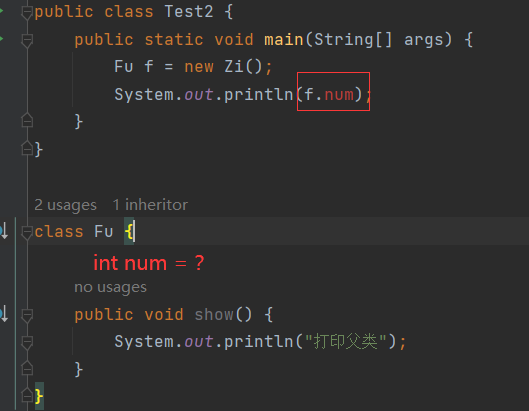 public class Test2 {
public static void main(String[] args) {
Fu f = new Zi();
System.out.println(f.num);
}
}
2 usages 1 inheritor
class Fu {
int num = ?
no usages
public void show() {
System.out.println("打印父类");
}
}